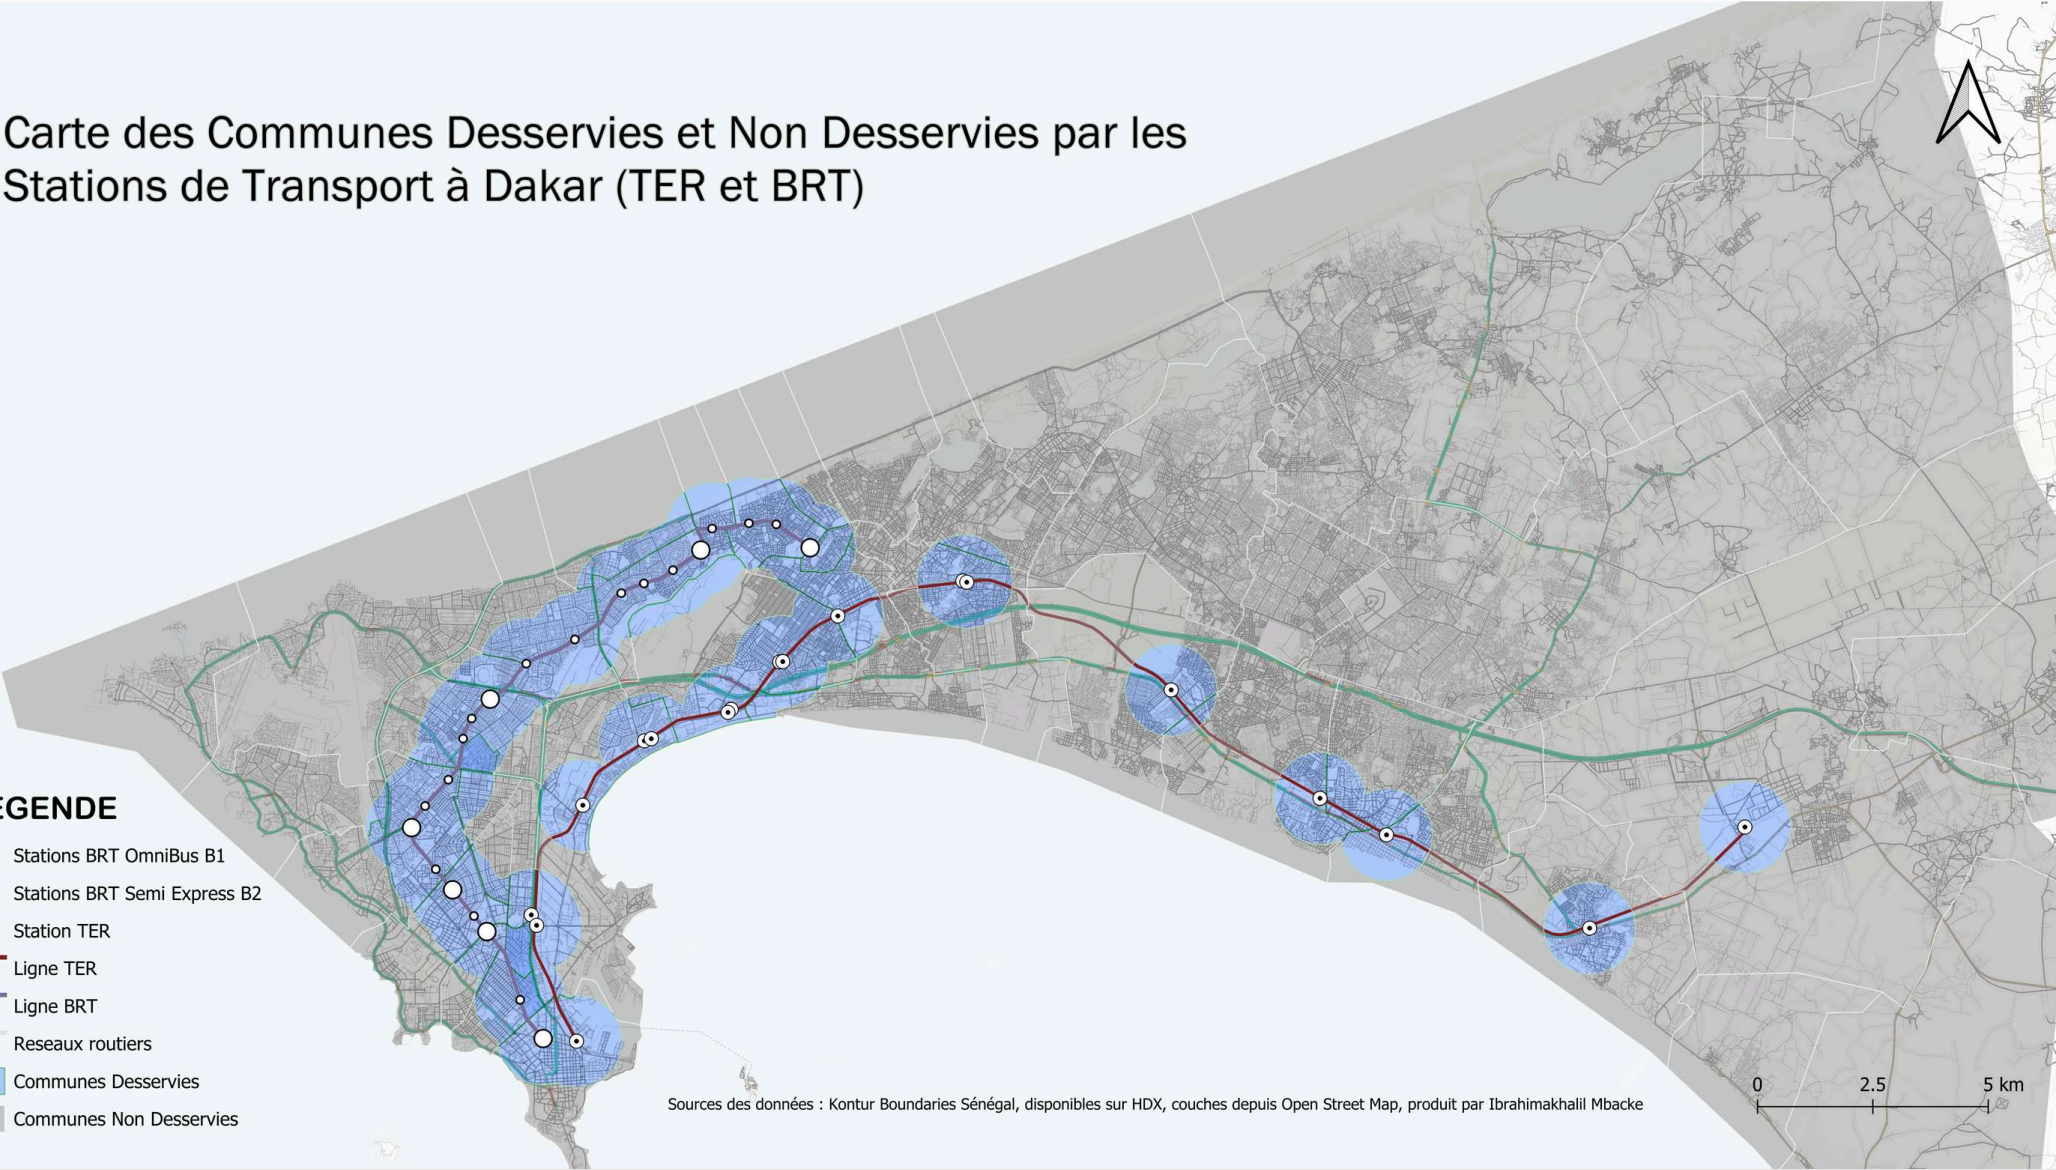 Carte des Communes Desservies et Non Desservies par les
Stations de Transport à Dakar (TER et BRT)
EGENDE
Stations BRT OmniBus B1
Stations BRT Semi Express B2
Station TER
Ligne TER
Ligne BRT
Reseaux routiers
Communes Desservies
Communes Non Desservies
Sources des données : Kontur Boundaries Sénégal, disponibles sur HDX, couches depuis Open Street Map, produit par Ibrahimakhalil Mbacke
0 2.5 5 km